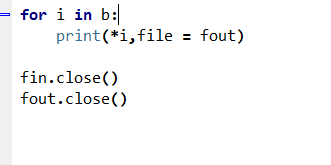 for i in b:
    print(*i,file = fout)
fin.close()
fout.close()